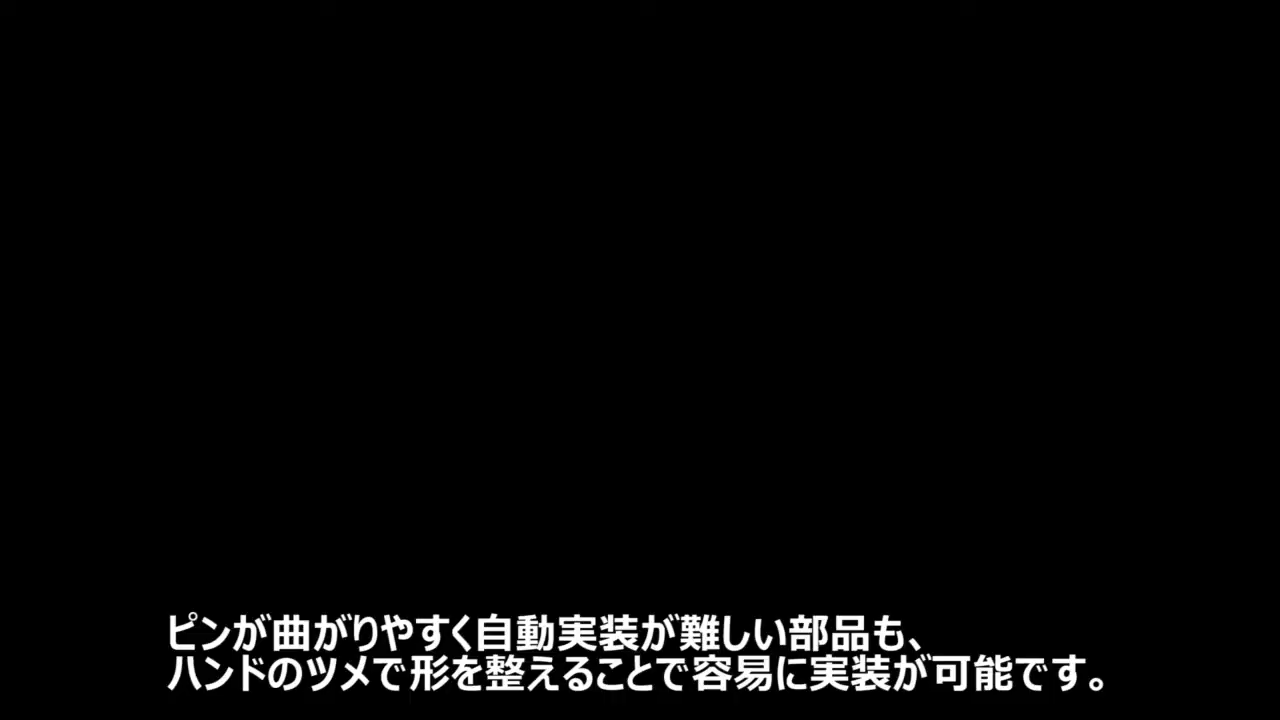 ピンが曲がりやすく自動実装が難しい部品も、
ハンドのツメで形を整えることで容易に実装が可能です。